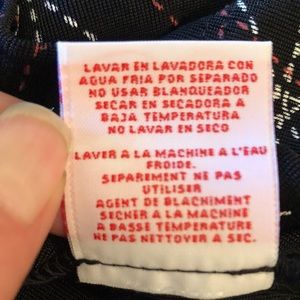 LAVAR EN LAVADORA CON
AGUA FRIA POR SEPARADO
NO USAR BLANQUEADOR
SECAR EN SECADORA A
BAJA TEMPERATURA
NO LAVAR EN SECO
LAVER A LA MACHINE A L'EAU
FROIDE.
SEPAREMENT NE PAS
UTILISER
AGENT DE BLACHIMENT
SECHER A LA MACHINE
A BASSE TEMPERATURE
NE PAS NETTOYER A SEC.